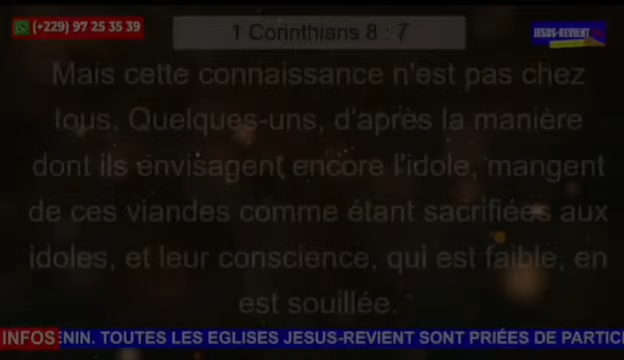 (+229) 97 25 35 39
1 Corinthians 8 : 7
JESUS-REVIENT
Mais cette connaissance n'est pas chez
tous. Quelques-uns, d'après la manière
dont ils envisagent encore l'idole, mangent
de ces viandes comme étant sacrifiées aux
idoles, et leur conscience, qui est faible, en
est souillée.
INFOS ENIN. TOUTES LES EGLISES JESUS-REVIENT SONT PRIÉES DE PARTIC